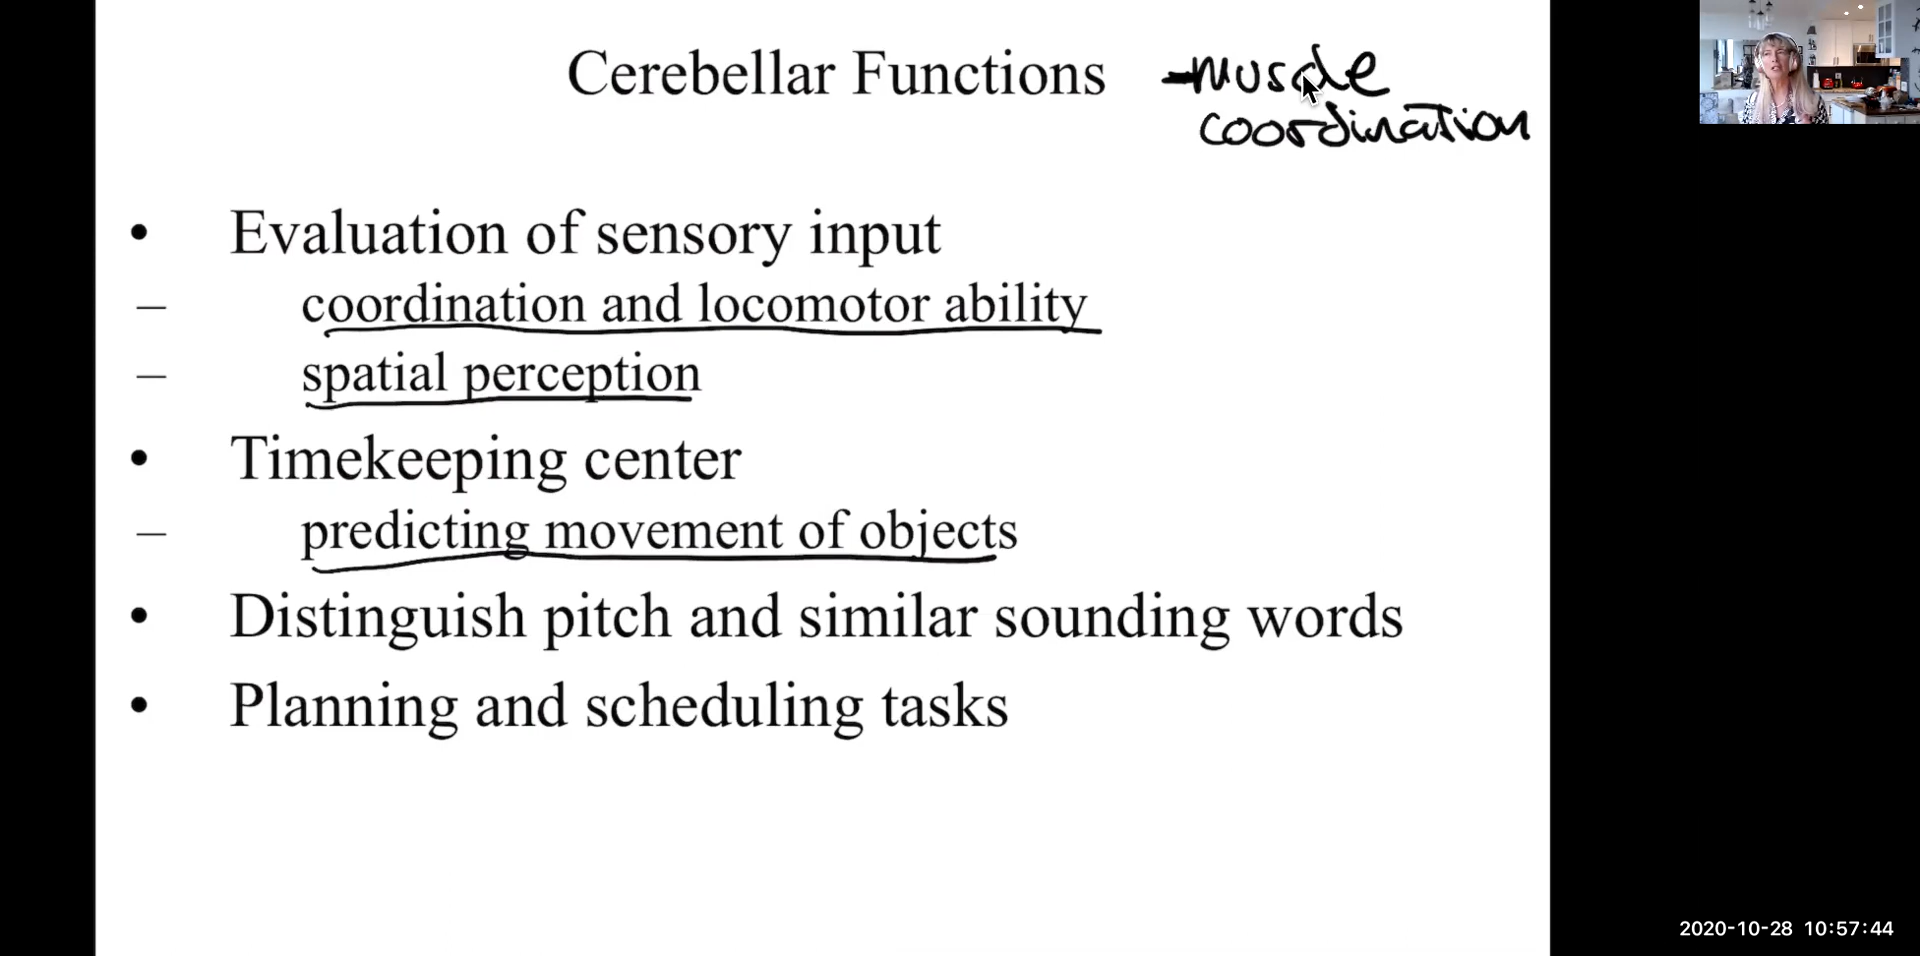 Cerebellar Functions
-muscle
coordination
• Evaluation of sensory input
– coordination and locomotor ability
– spatial perception
• Timekeeping center
– predicting movement of objects
• Distinguish pitch and similar sounding words
• Planning and scheduling tasks
2020-10-28 10:57:44